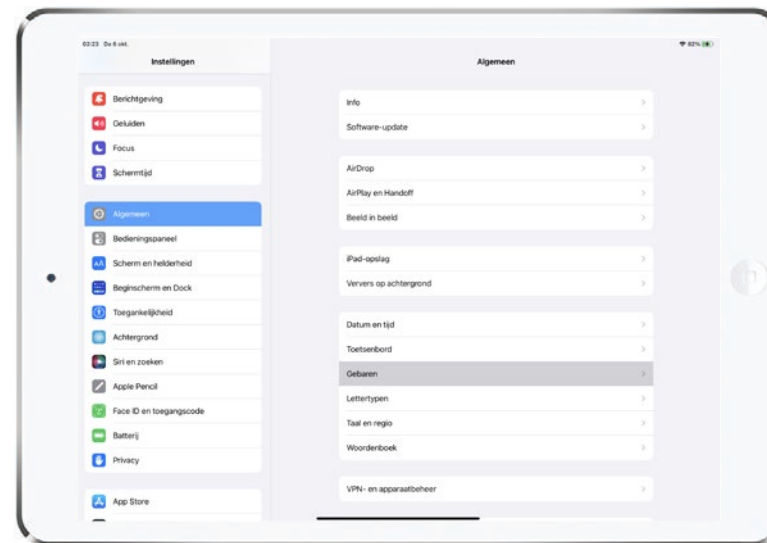 02:23 Do 6 okt.
82%
Instellingen
Berichtgeving
Geluiden
Focus
Schermtijd
Algemeen
Bedieningspaneel
Scherm en helderheid
Beginscherm en Dock
Toegankelijkheid
Achtergrond
Siri en zoeken
Apple Pencil
Face ID en toegangscode
Batterij
Privacy
App Store
Algemeen
Info
Software-update
AirDrop
AirPlay en Handoff
Beeld in beeld
iPad-opslag
Ververs op achtergrond
Datum en tijd
Toetsenbord
Gebaren
Lettertypen
Taal en regio
Woordenboek
VPN- en apparaatbeheer